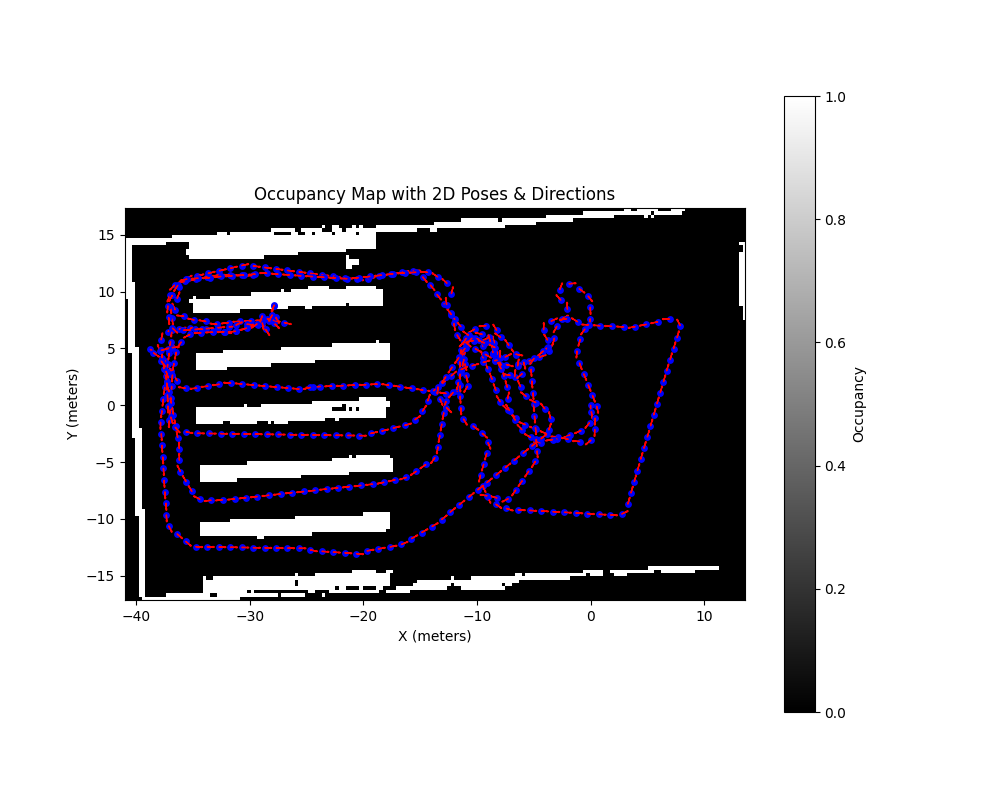 Occupancy Map with 2D Poses & Directions
1.0
0.8
0.6
0.4
0.2
0.0
Occupancy
15
10
5
0
−5
−10
−15
Y (meters)
−40 −30 −20 −10 0 10
X (meters)